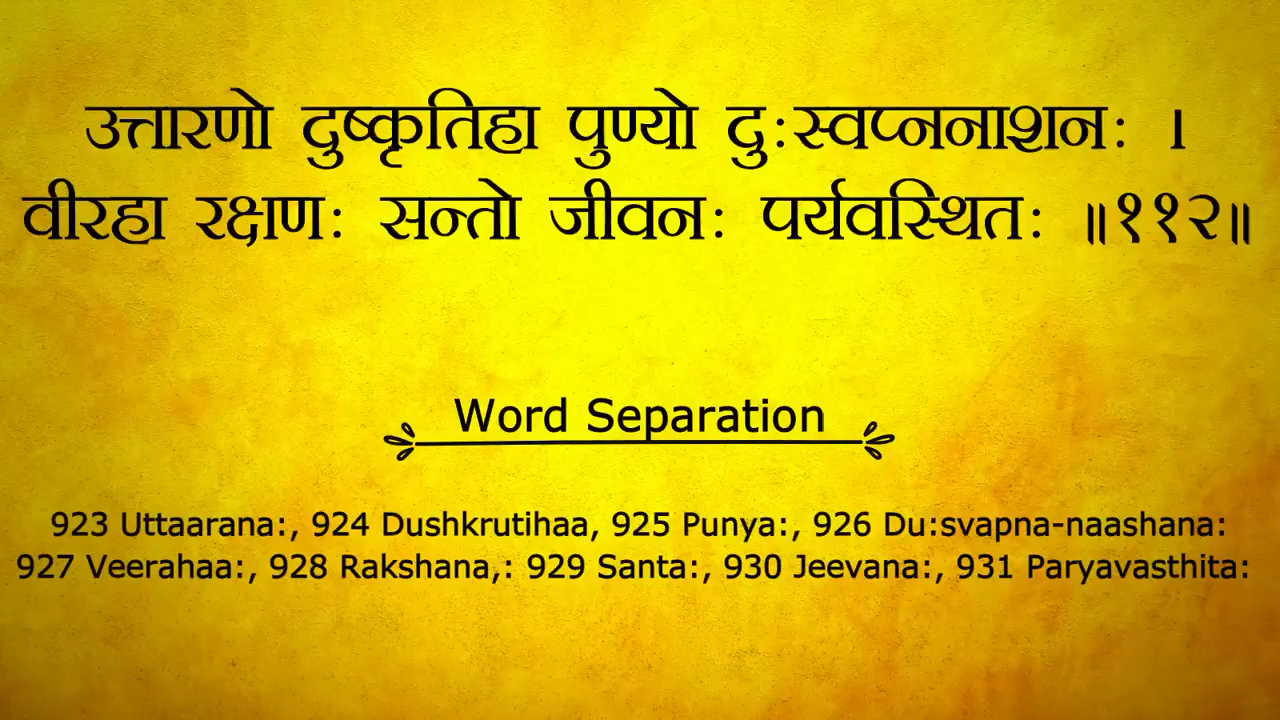 उत्तारणो दुष्कृतिहा पुण्यो दुःस्वप्ननाशनः ।
वीरहा रक्षणः सन्तो जीवनः पर्यवस्थितः ॥११२॥
Word Separation
923 Uttaarana:, 924 Dushkrutihaa, 925 Punya:, 926 Du:svapna-naashana:
927 Veerahaa:, 928 Rakshana,: 929 Santa:, 930 Jeevana:, 931 Paryavasthita: